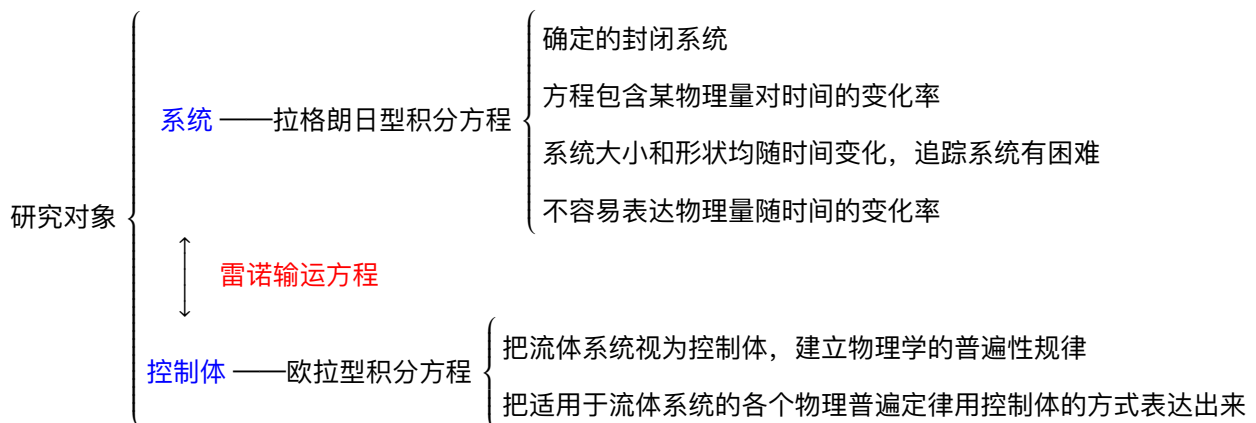 确定的封闭系统
方程包含某物理量对时间的变化率
系统 ——拉格朗日型积分方程
系统大小和形状均随时间变化，追踪系统有困难
不容易表达物理量随时间的变化率
研究对象
雷诺输运方程
控制体 ——欧拉型积分方程
把流体系统视为控制体，建立物理学的普遍性规律
把适用于流体系统的各个物理普遍定律用控制体的方式表达出来